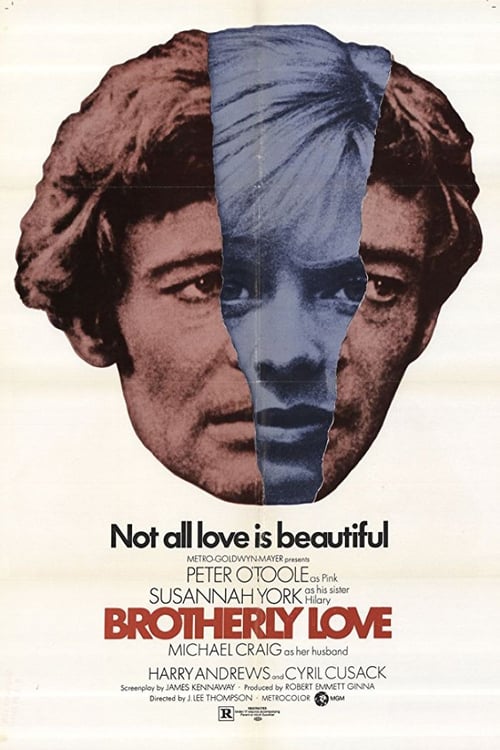 Not all love is beautiful
METRO-GOLDWYN-MAYER presents
PETER O'TOOLE as Pink
SUSANNAH YORK as his sister Hilary
BROTHERLY LOVE
MICHAEL CRAIG as her husband
HARRY ANDREWS and CYRIL CUSACK
Screenplay by JAMES KENNAWAY · Produced by ROBERT EMMETT GINNA
Directed by J. LEE THOMPSON · METROCOLOR MGM
R RESTRICTED